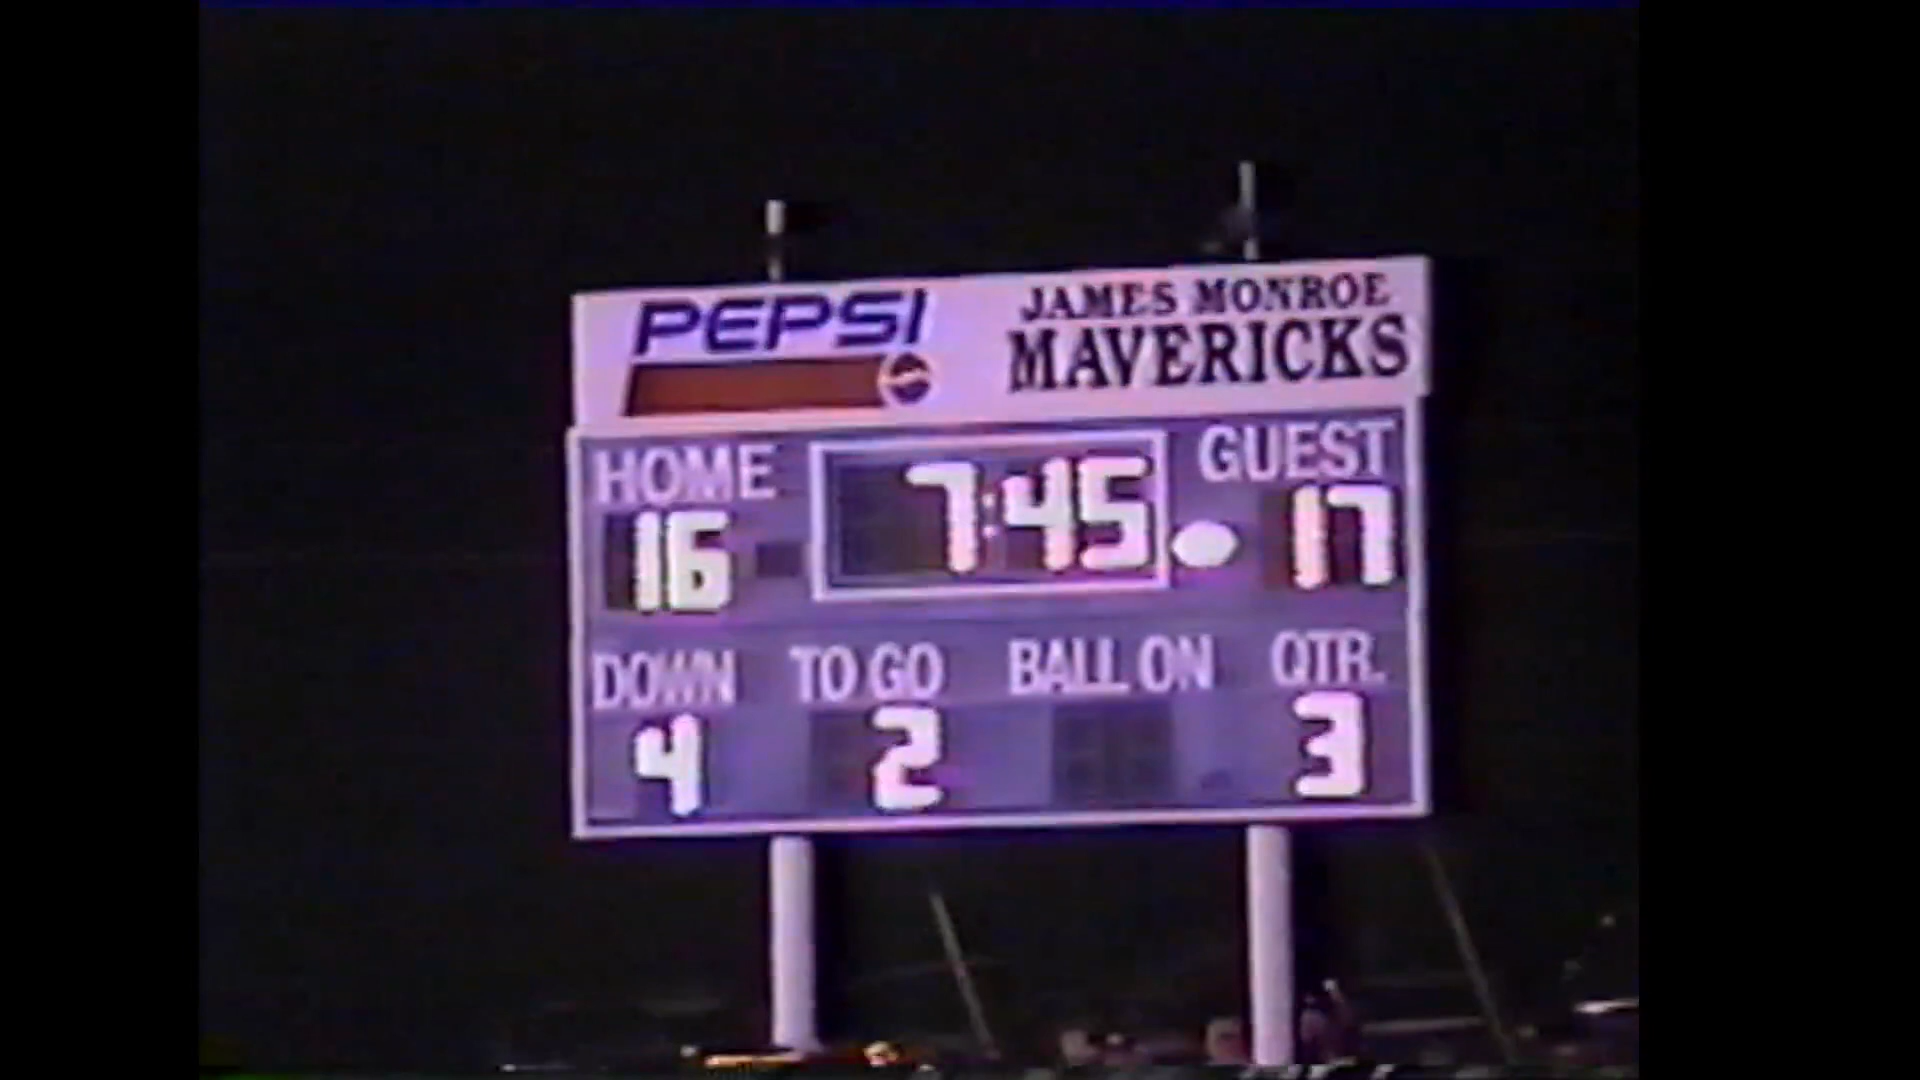 PEPSI
JAMES MONROE
MAVERICKS
HOME
7:45
GUEST
16
17
DOWN
TO GO
BALL ON
QTR.
4
2
3